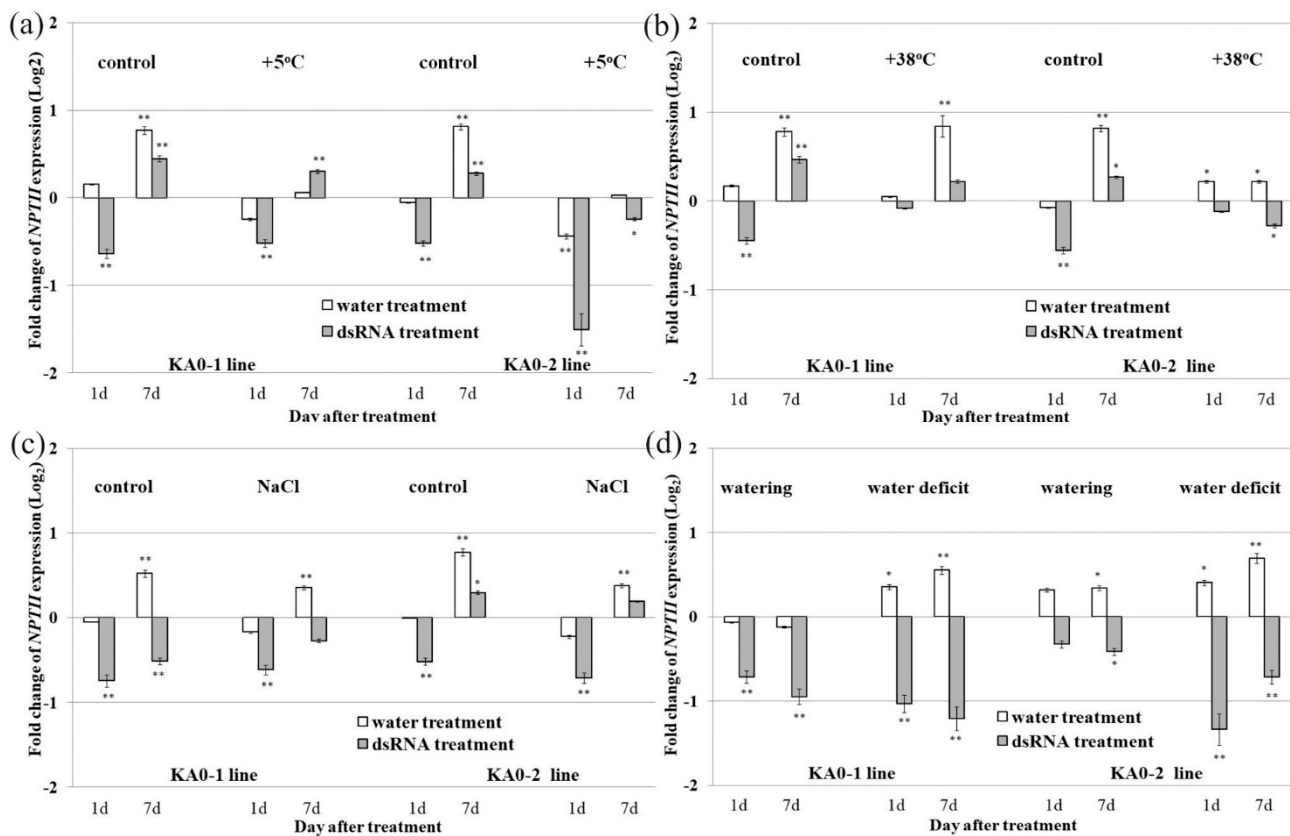 (a)
Fold change of NPTII expression (Log2)
2
1
0
-1
-2
control
+5°C
control
+5°C
**
**
**
**
**
**
**
**
**
**
*
water treatment
dsRNA treatment
KA0-1 line
KA0-2 line
1d 7d 1d 7d 1d 7d 1d 7d
Dav after treatment
(b)
Fold change of NPTII expression (Log2)
2
1
0
-1
-2
control
+38°C
control
+38°C
**
**
**
**
**
*
**
*
*
*
water treatment
dsRNA treatment
KA0-1 line
KA0-2 line
1d 7d 1d 7d 1d 7d 1d 7d
Day after treatment
(c)
Fold change of NPTII expression (Log2)
2
1
0
-1
-2
control
NaCl
control
NaCl
**
**
**
**
**
**
*
**
**
**
water treatment
dsRNA treatment
KA0-1 line
KA0-2 line
1d 7d 1d 7d 1d 7d 1d 7d
Day after treatment
(d)
Fold change of NPTII expression (Log2)
2
1
0
-1
-2
watering
water deficit
watering
water deficit
**
**
*
**
**
**
*
*
*
**
**
**
water treatment
dsRNA treatment
KA0-1 line
KA0-2 line
1d 7d 1d 7d 1d 7d 1d 7d
Day after treatment